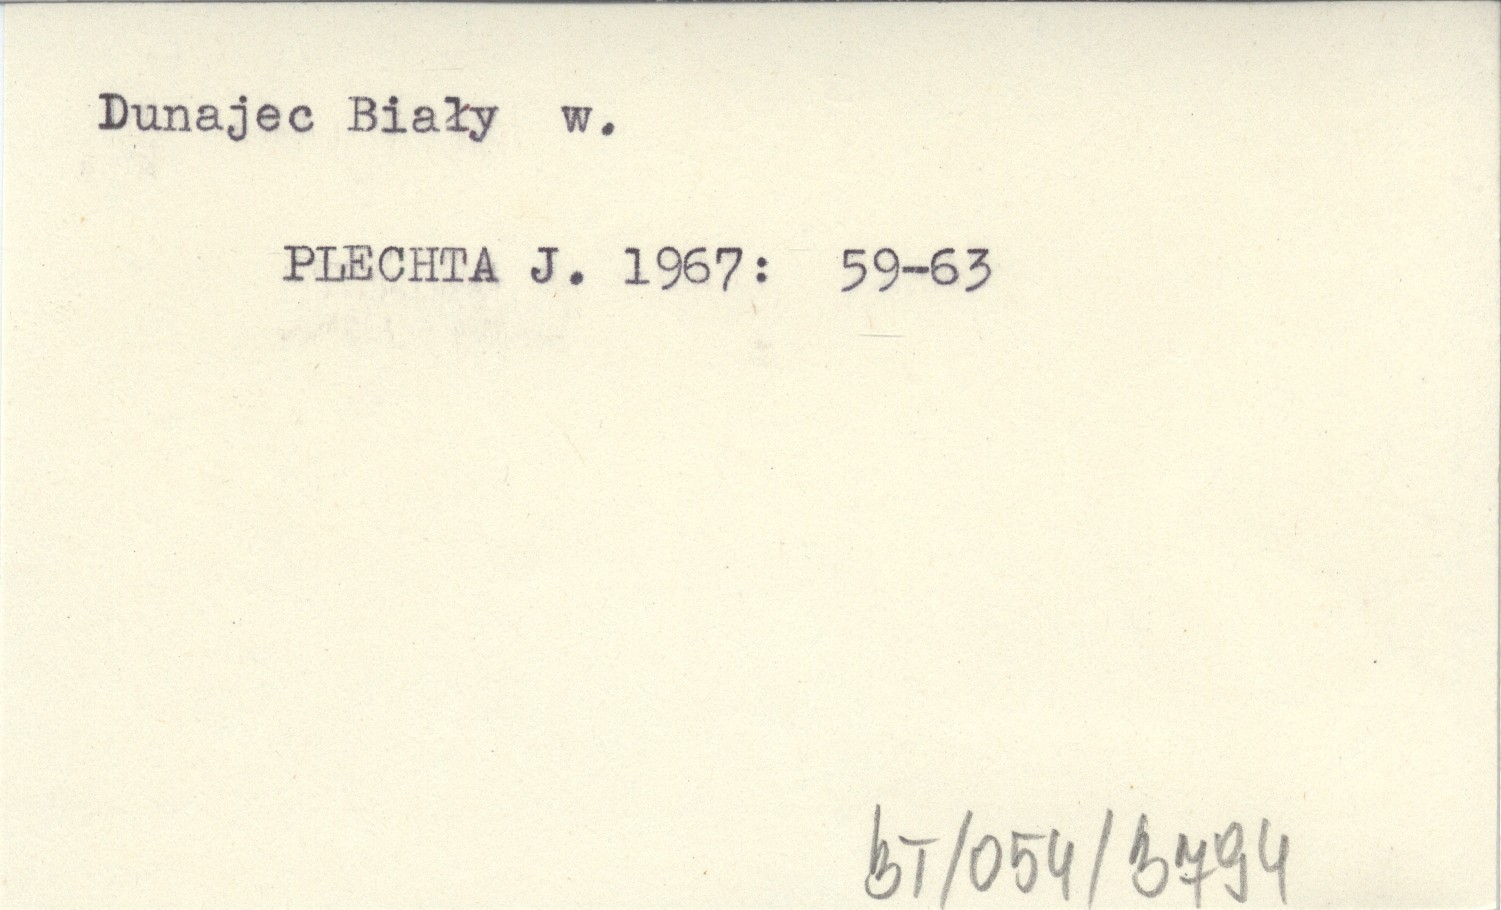 Dunajec Biały w.
PLECHTA J. 1967: 59-63
BT/054/3794